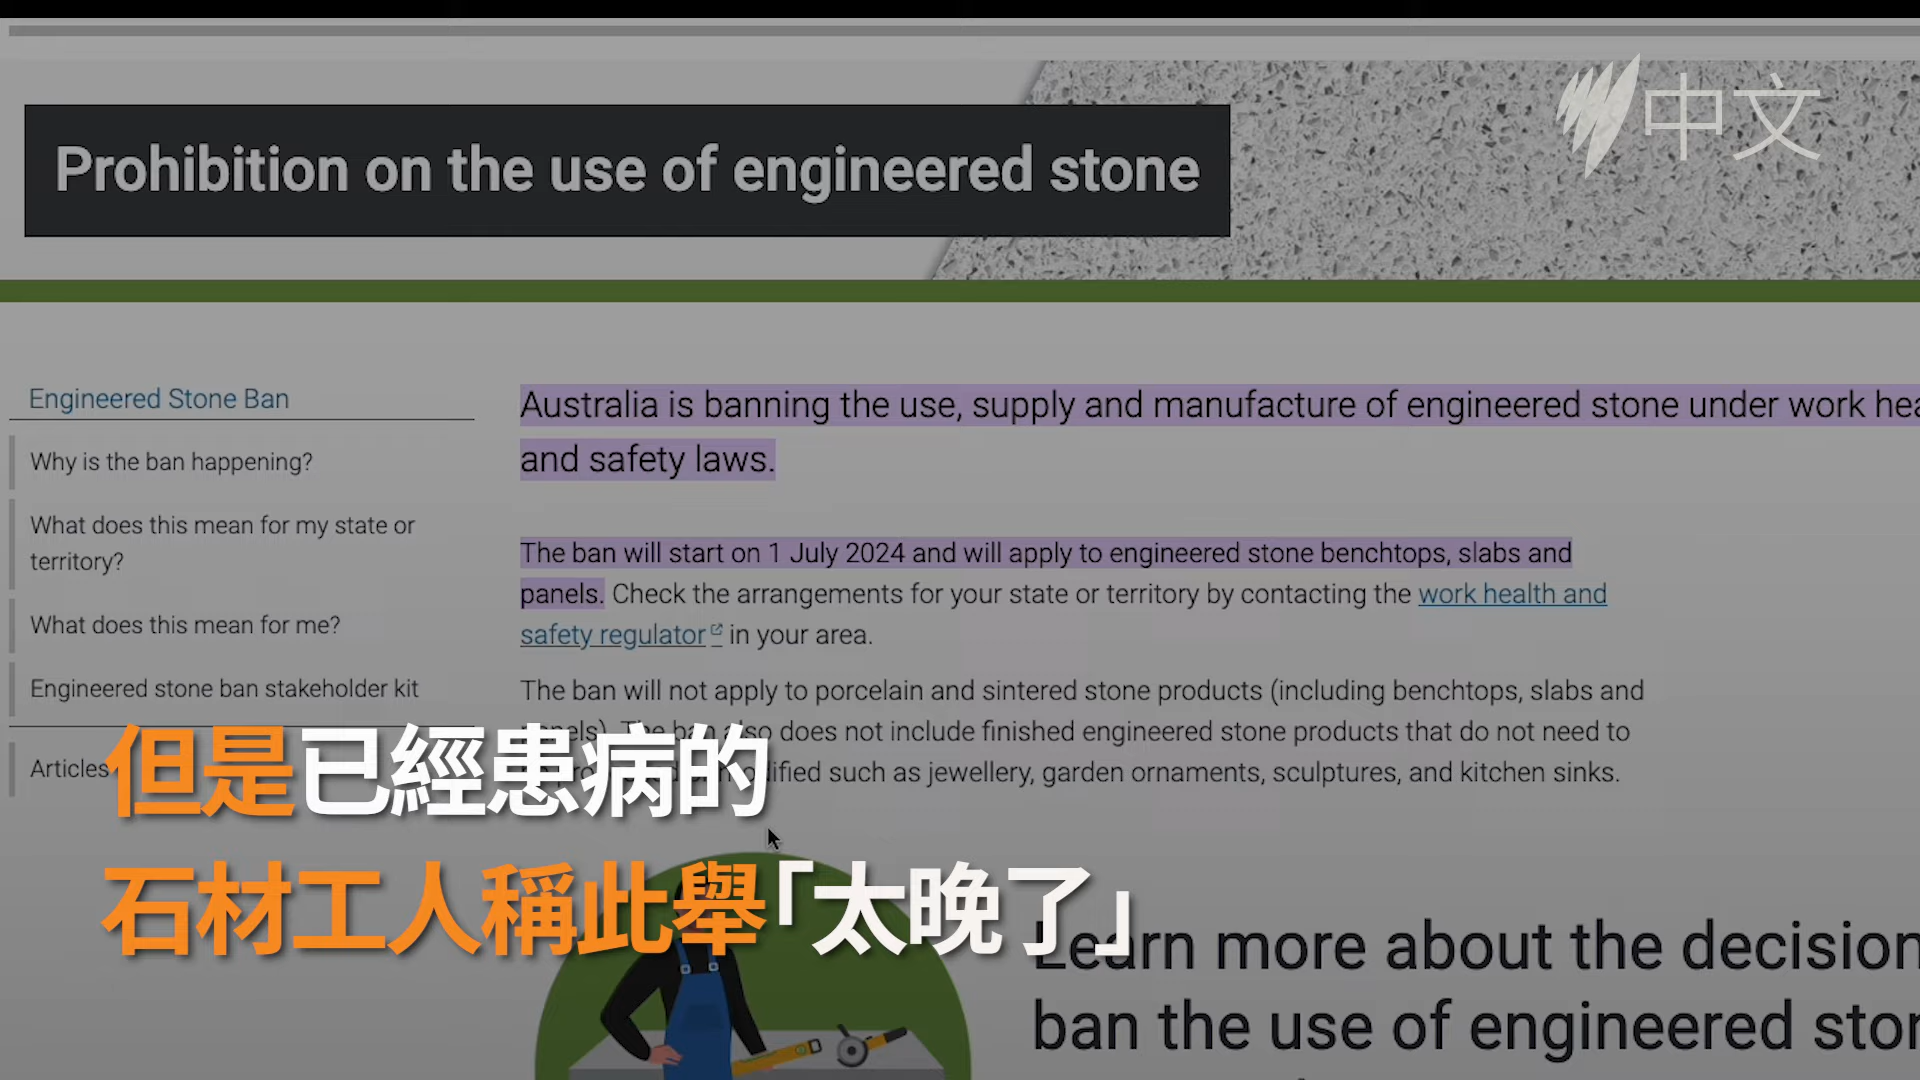 中文
Prohibition on the use of engineered stone
Engineered Stone Ban
Why is the ban happening?
What does this mean for my state or
territory?
What does this mean for me?
Engineered stone ban stakeholder kit
Articles
Australia is banning the use, supply and manufacture of engineered stone under work
and safety laws.
The ban will start on 1 July 2024 and will apply to engineered stone benchtops, slabs and
panels. Check the arrangements for your state or territory by contacting the work health and
safety regulator in your area.
The ban will not apply to porcelain and sintered stone products (including benchtops, slabs and
The ban also does not include finished engineered stone products that do not need to
such as jewellery, garden ornaments, sculptures, and kitchen sinks.
但是已經患病的
石材工人稱此舉「太晚了」
Learn more about the decision
ban the use of engineered